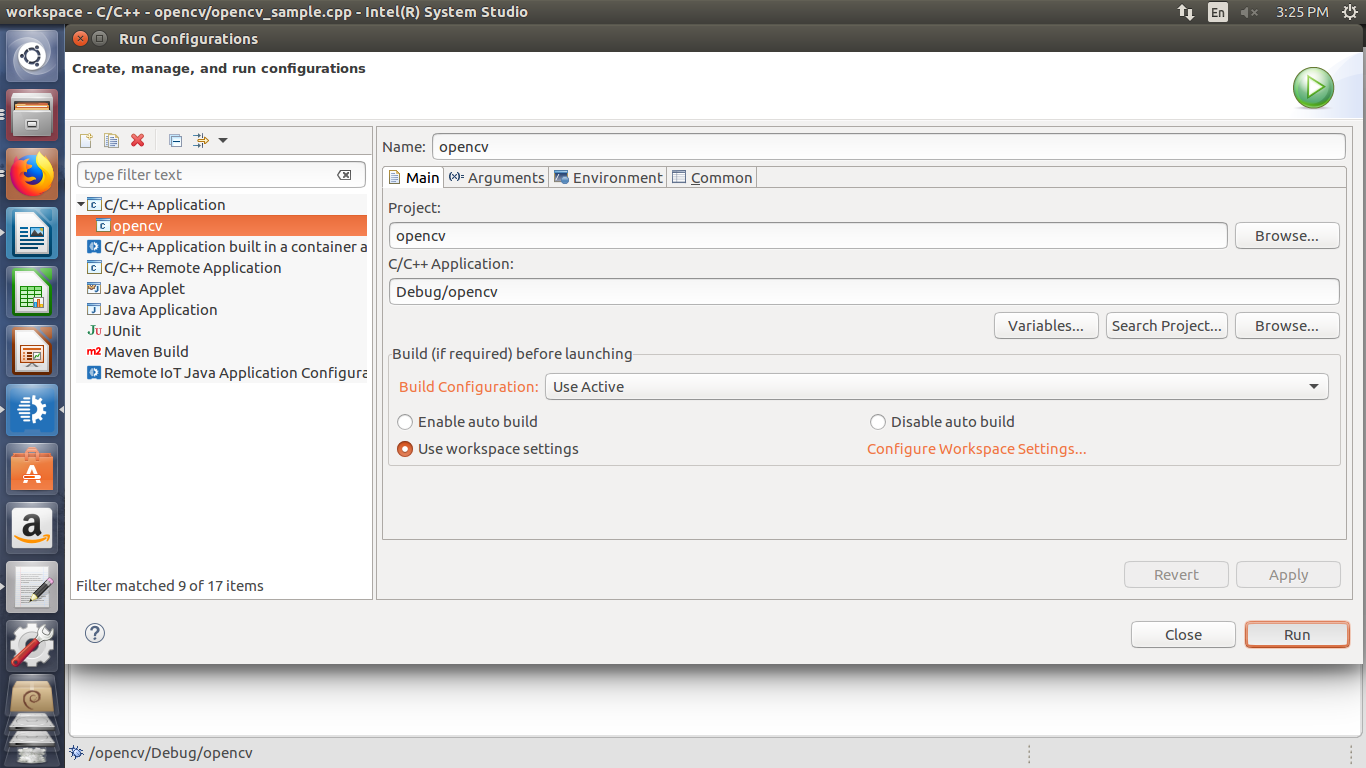 workspace - C/C++ - opencv/opencv_sample.cpp - Intel(R) System Studio
En
3:25 PM
Run Configurations
Create, manage, and run configurations
type filter text
C/C++ Application
opencv
C/C++ Application built in a container a
C/C++ Remote Application
Java Applet
Java Application
Ju JUnit
m2 Maven Build
Remote IoT Java Application Configura
Filter matched 9 of 17 items
Name: opencv
Main
(x)= Arguments
Environment
Common
Project:
opencv
Browse...
C/C++ Application:
Debug/opencv
Variables...
Search Project...
Browse...
Build (if required) before launching
Build Configuration: Use Active
Enable auto build
Disable auto build
Use workspace settings
Configure Workspace Settings...
Revert
Apply
?
Close
Run
/opencv/Debug/opencv